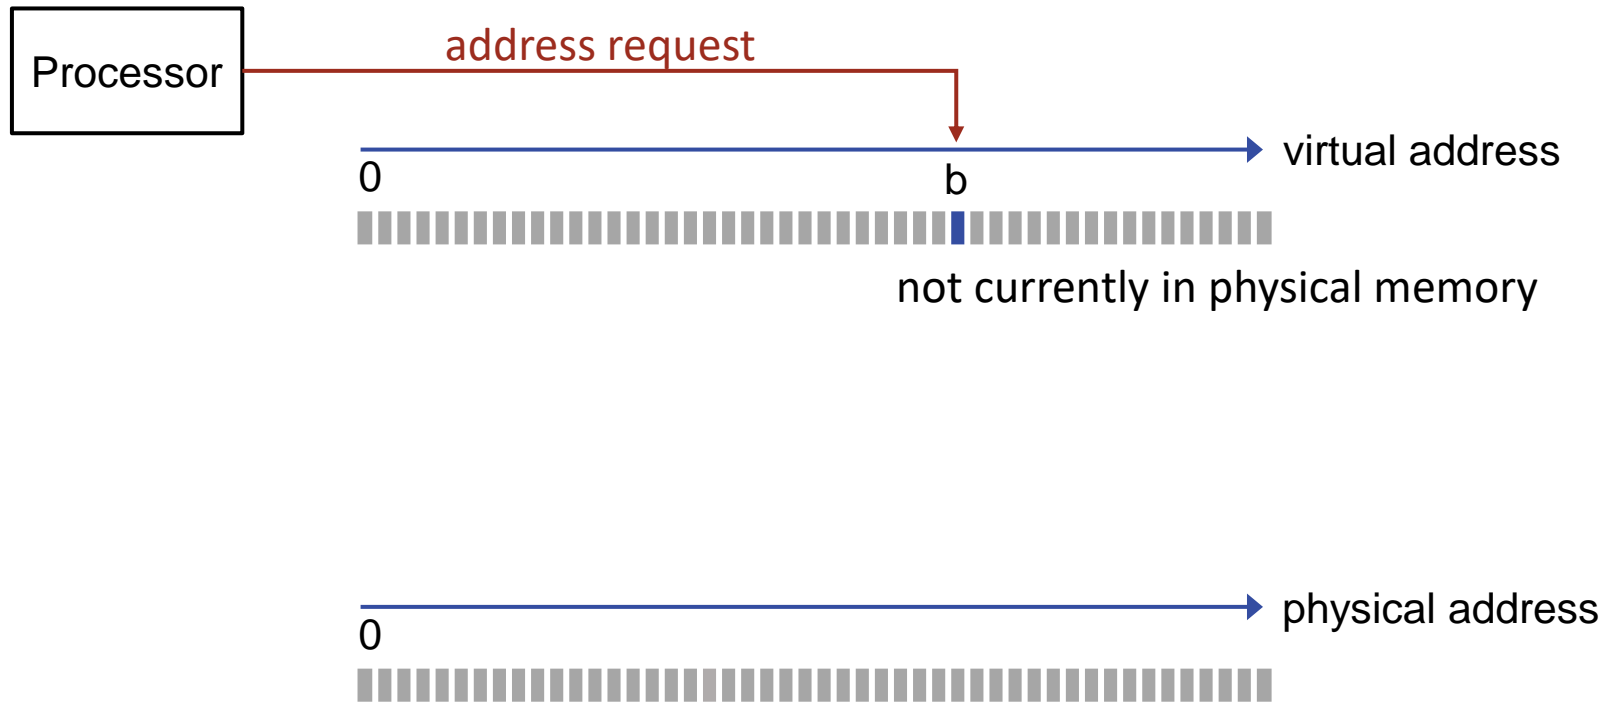 address request
Processor
virtual address
0
b
not currently in physical memory
physical address
0